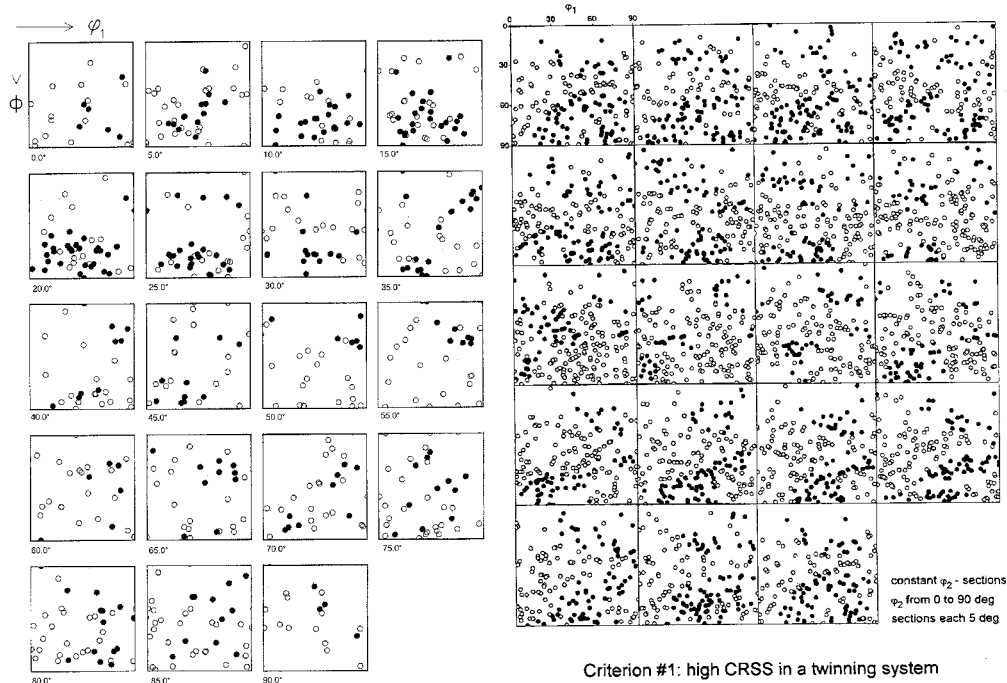 φ₁
Φ
0.0°
5.0°
10.0°
15.0°
20.0°
25.0°
30.0°
35.0°
40.0°
45.0°
50.0°
55.0°
60.0°
65.0°
70.0°
75.0°
80.0°
85.0°
90.0°
φ₁
0 30 60 90
0
30
60
90
constant φ₂ - sections
φ₂ from 0 to 90 deg
sections each 5 deg
Criterion #1: high CRSS in a twinning system